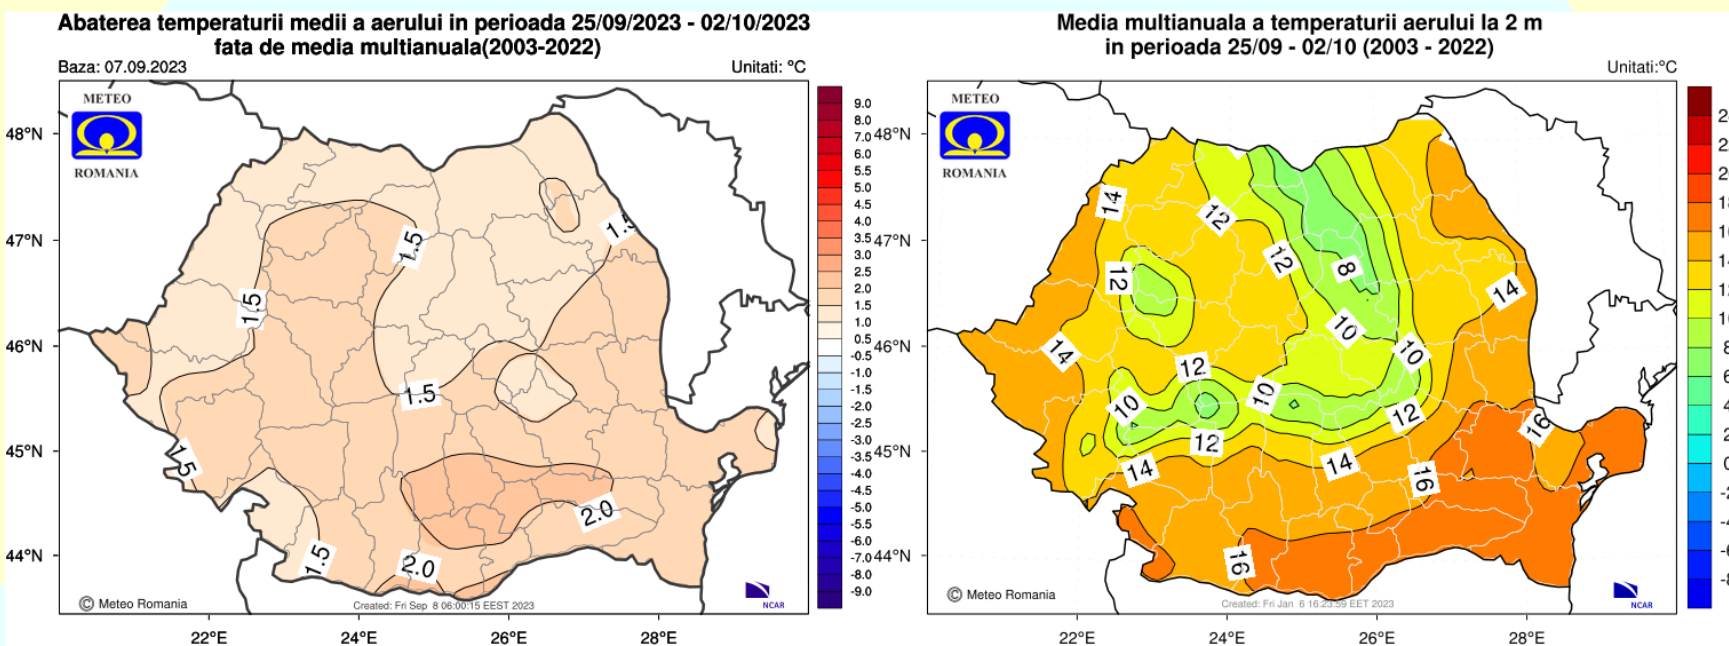 Abaterea temperaturii medii a aerului in perioada 25/09/2023 - 02/10/2023
fata de media multianuala(2003-2022)
Baza: 07.09.2023
Unitati: °C
METEO
ROMANIA
48°N
47°N
46°N
45°N
44°N
22°E
24°E
26°E
28°E
1.5
1.5
1.5
1.5
1.5
1.5
2.0
2.0
9.0
8.0
7.0
6.0
5.5
5.0
4.5
4.0
3.5
3.0
2.5
2.0
1.5
1.0
0.5
-0.5
-1.0
-1.5
-2.0
-2.5
-3.0
-3.5
-4.0
-4.5
-5.0
-5.5
-6.0
-7.0
-8.0
-9.0
© Meteo Romania
Created: Fri Sep 8 06:00:15 EEST 2023
NCAR
Media multianuala a temperaturii aerului la 2 m
in perioada 25/09 - 02/10 (2003 - 2022)
Unitati:°C
METEO
ROMANIA
48°N
47°N
46°N
45°N
44°N
22°E
24°E
26°E
28°E
14
12
12
12
8
14
10
14
10
12
10
10
12
12
16
14
14
16
16
8
6
4
2
0
-2
-4
-6
-8
© Meteo Romania
Created: Fri Jan 6 16:23:59 EET 2023
NCAR